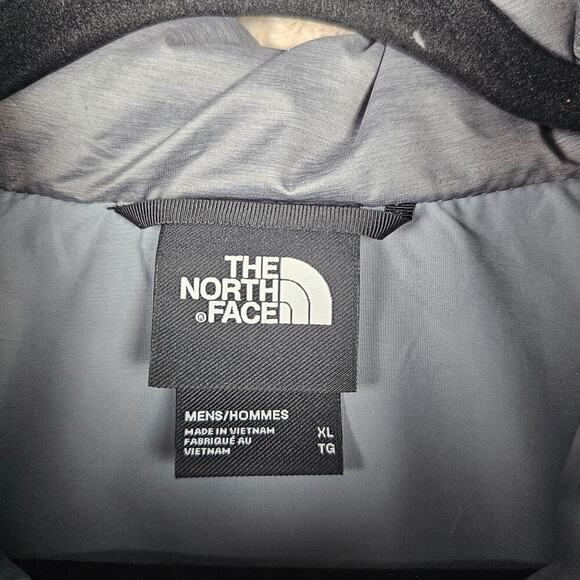 THE
NORTH
®FACE
MENS/HOMMES
MADE IN VIETNAM XL
FABRIQUÉ AU TG
VIETNAM